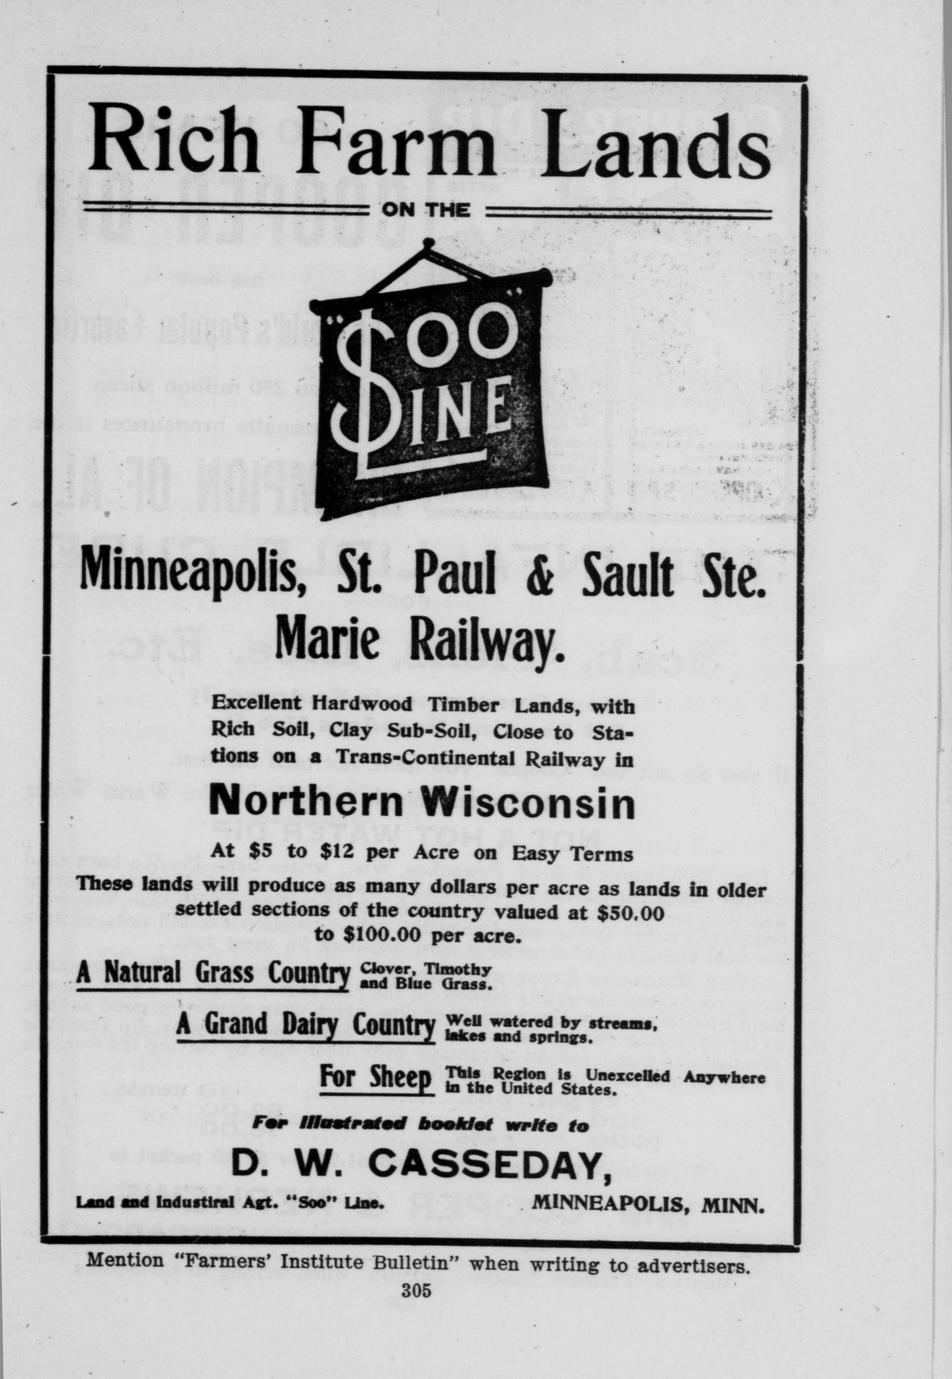 Rich Farm Lands
ON THE
"SOO"
LINE
Minneapolis, St. Paul & Sault Ste.
Marie Railway.
Excellent Hardwood Timber Lands, with
Rich Soil, Clay Sub-Soil, Close to Sta-
tions on a Trans-Continental Railway in
Northern Wisconsin
At $5 to $12 per Acre on Easy Terms
These lands will produce as many dollars per acre as lands in older
settled sections of the country valued at $50.00
to $100.00 per acre.
A Natural Grass Country Clover, Timothy
and Blue Grass.
A Grand Dairy Country Well watered by streams,
lakes and springs.
For Sheep This Region is Unexcelled Anywhere
in the United States.
For Illustrated booklet write to
D. W. CASSEDAY,
Land and Industiral Agt. "Soo" Line. MINNEAPOLIS, MINN.
Mention "Farmers' Institute Bulletin" when writing to advertisers.
305